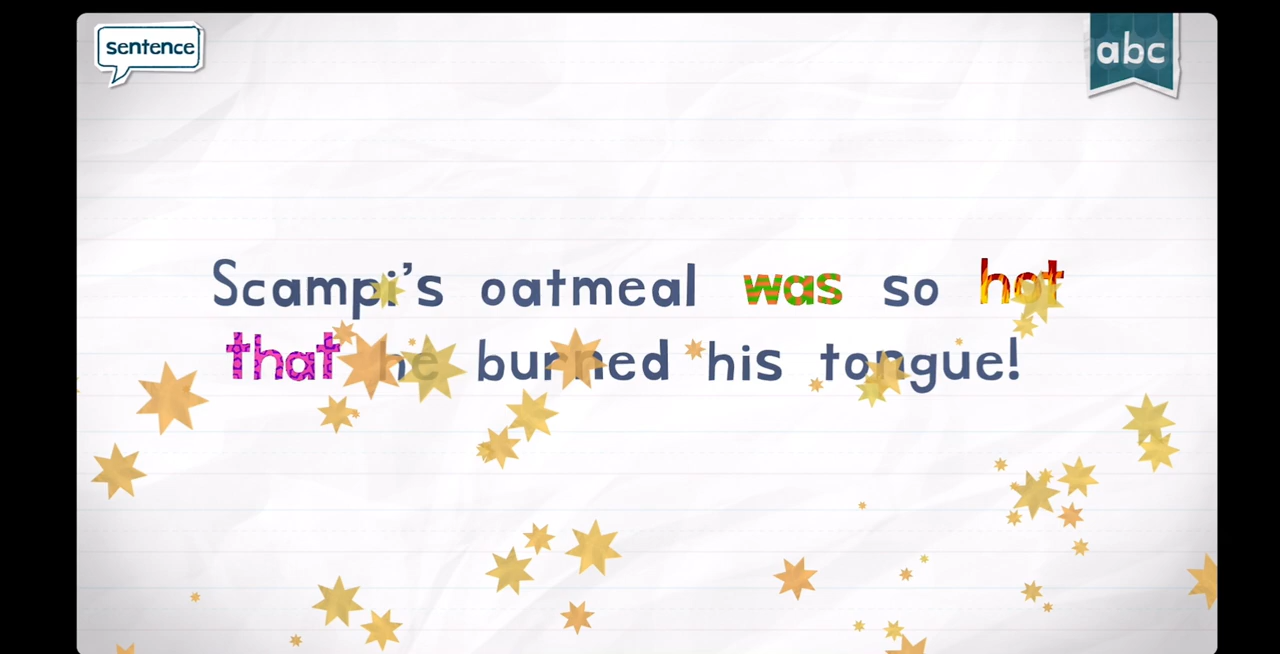 sentence
abc
Scampi's oatmeal was so hot
that he burned his tongue!